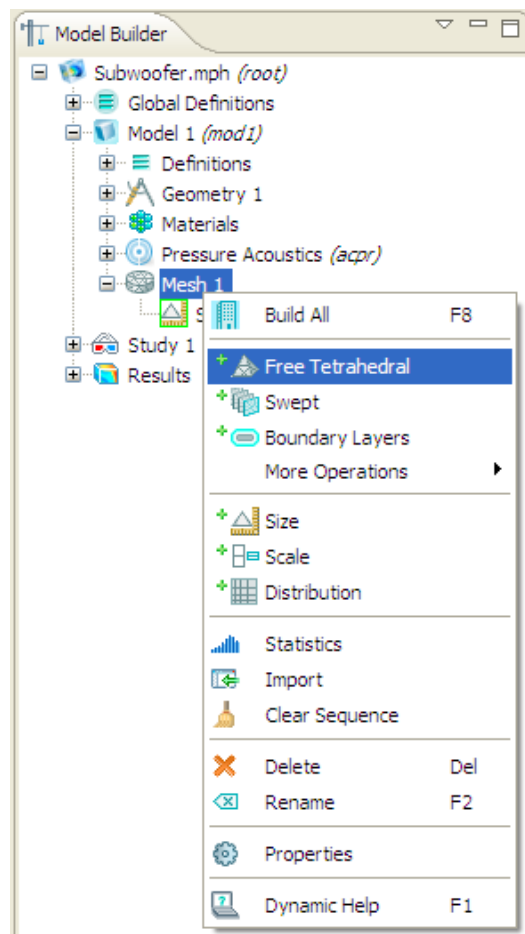 Model Builder
Subwoofer.mph (root)
Global Definitions
Model 1 (mod1)
Definitions
Geometry 1
Materials
Pressure Acoustics (acpr)
Mesh 1
S
Build All F8
Study 1
Free Tetrahedral
Results
Swept
Boundary Layers
More Operations
Size
Scale
Distribution
Statistics
Import
Clear Sequence
Delete Del
Rename F2
Properties
Dynamic Help F1